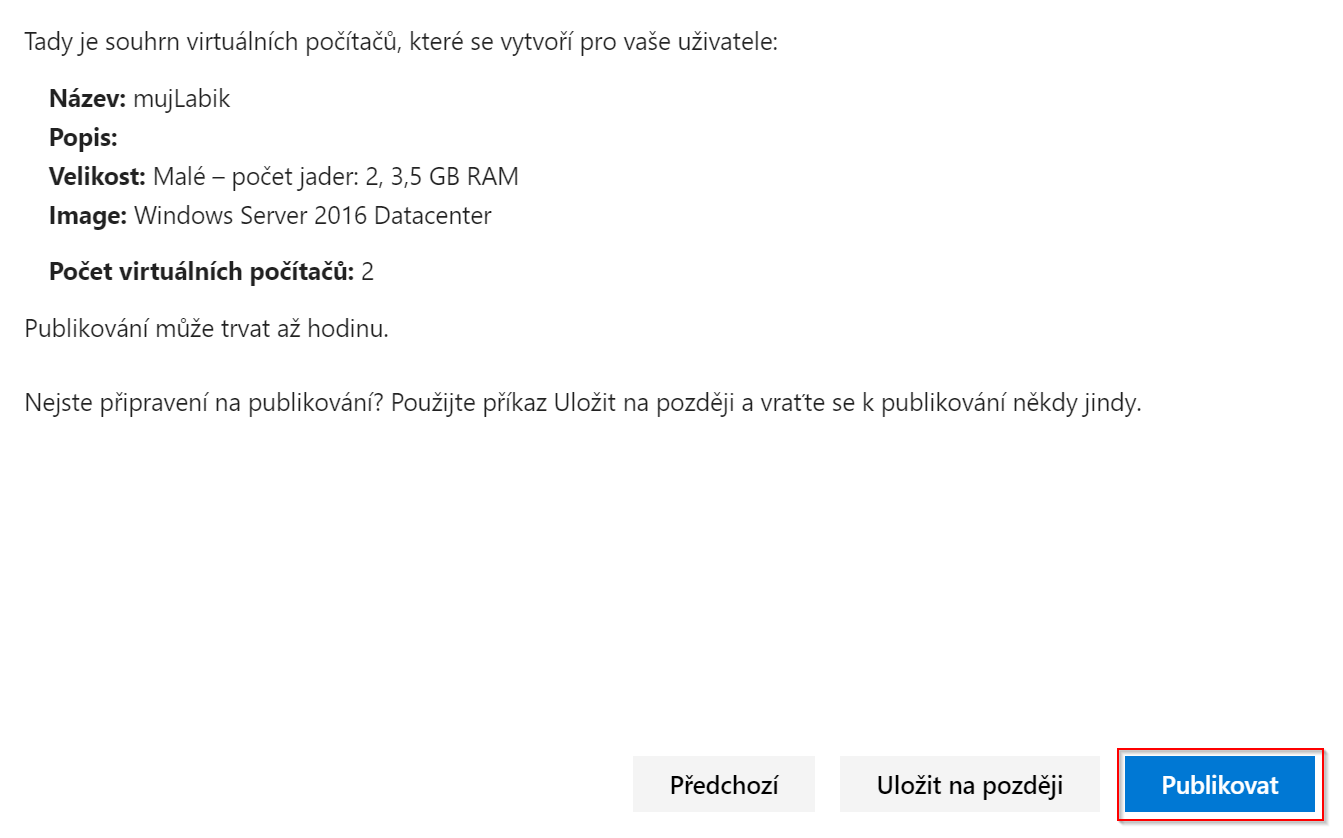 Tady je souhrn virtuálních počítačů, které se vytvoří pro vaše uživatele:
Název: mujLabik
Popis:
Velikost: Malé – počet jader: 2, 3,5 GB RAM
Image: Windows Server 2016 Datacenter
Počet virtuálních počítačů: 2
Publikování může trvat až hodinu.
Nejste připravení na publikování? Použijte příkaz Uložit na později a vraťte se k publikování někdy jindy.
Předchozí
Uložit na později
Publikovat